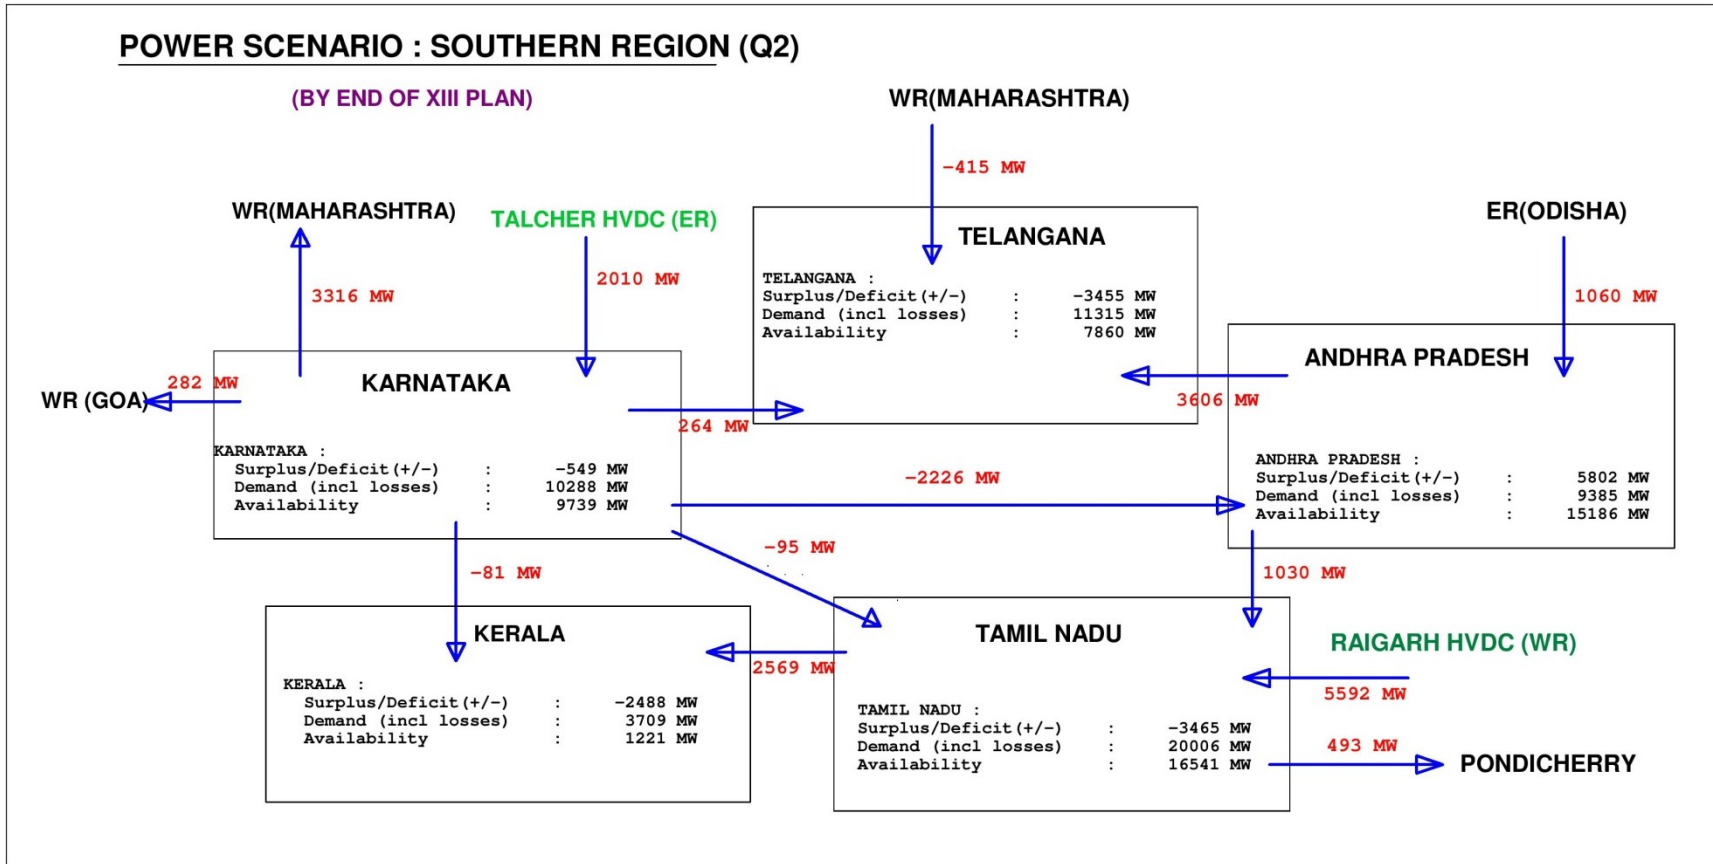 POWER SCENARIO : SOUTHERN REGION (Q2)
(BY END OF XIII PLAN)
WR(MAHARASHTRA)
-415 MW
WR(MAHARASHTRA)
TALCHER HVDC (ER)
ER(ODISHA)
3316 MW
2010 MW
1060 MW
TELANGANA
TELANGANA :
Surplus/Deficit(+/-) : -3455 MW
Demand (incl losses) : 11315 MW
Availability : 7860 MW
WR (GOA)
282 MW
KARNATAKA
264 MW
3606 MW
ANDHRA PRADESH
KARNATAKA :
Surplus/Deficit(+/-) : -549 MW
Demand (incl losses) : 10288 MW
Availability : 9739 MW
-2226 MW
ANDHRA PRADESH :
Surplus/Deficit(+/-) : 5802 MW
Demand (incl losses) : 9385 MW
Availability : 15186 MW
-81 MW
-95 MW
1030 MW
KERALA
2569 MW
TAMIL NADU
RAIGARH HVDC (WR)
5592 MW
KERALA :
Surplus/Deficit(+/-) : -2488 MW
Demand (incl losses) : 3709 MW
Availability : 1221 MW
TAMIL NADU :
Surplus/Deficit(+/-) : -3465 MW
Demand (incl losses) : 20006 MW
Availability : 16541 MW
493 MW
PONDICHERRY